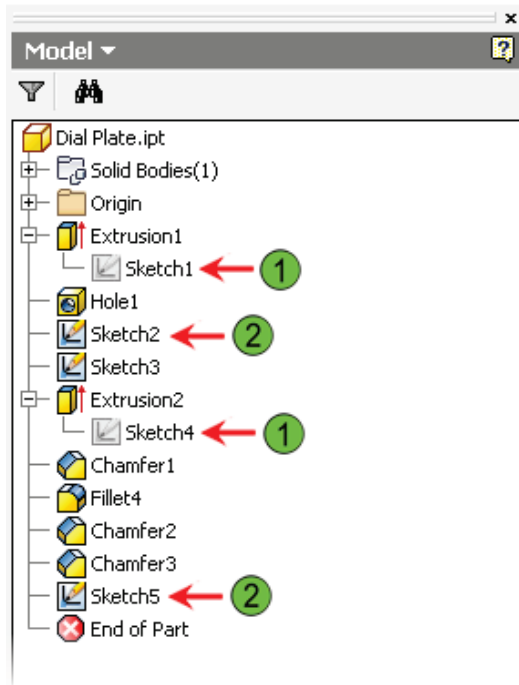 Model
Dial Plate.ipt
Solid Bodies(1)
Origin
Extrusion1
Sketch1 1
Hole1
Sketch2 2
Sketch3
Extrusion2
Sketch4 1
Chamfer1
Fillet4
Chamfer2
Chamfer3
Sketch5 2
End of Part